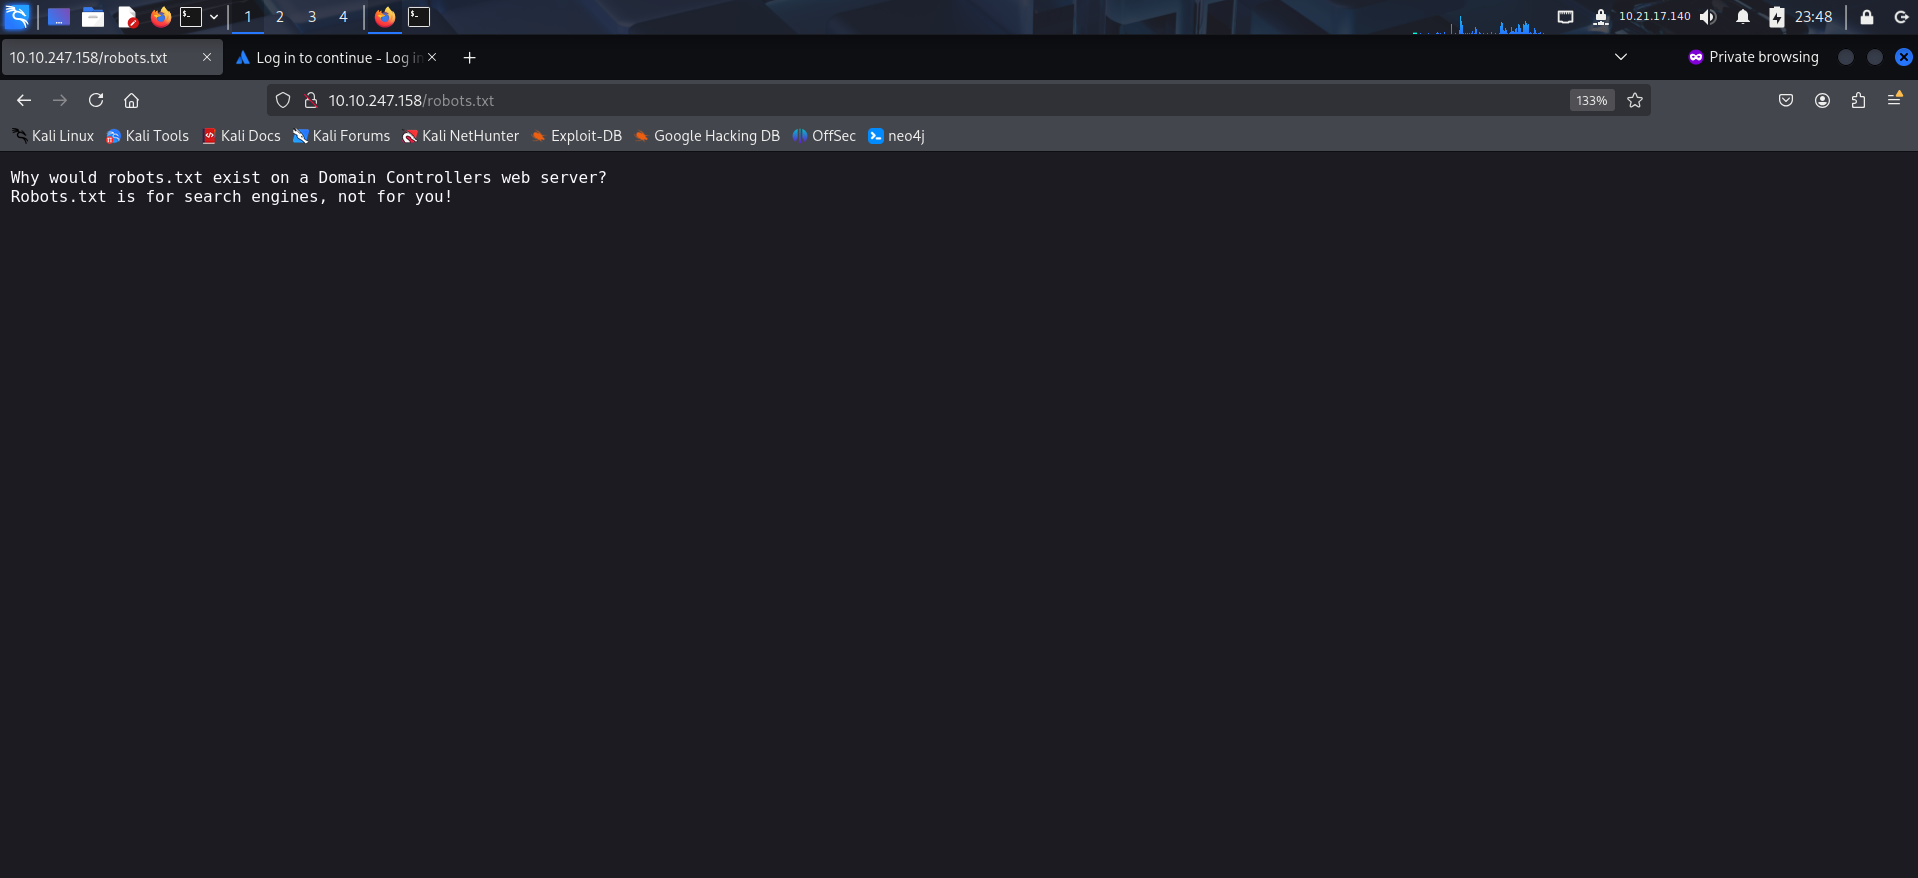 1 2 3 4 10.21.17.140 23:48
10.10.247.158/robots.txt Log in to continue - Log in Private browsing
10.10.247.158/robots.txt 133%
Kali Linux Kali Tools Kali Docs Kali Forums Kali NetHunter Exploit-DB Google Hacking DB OffSec neo4j
Why would robots.txt exist on a Domain Controllers web server?
Robots.txt is for search engines, not for you!